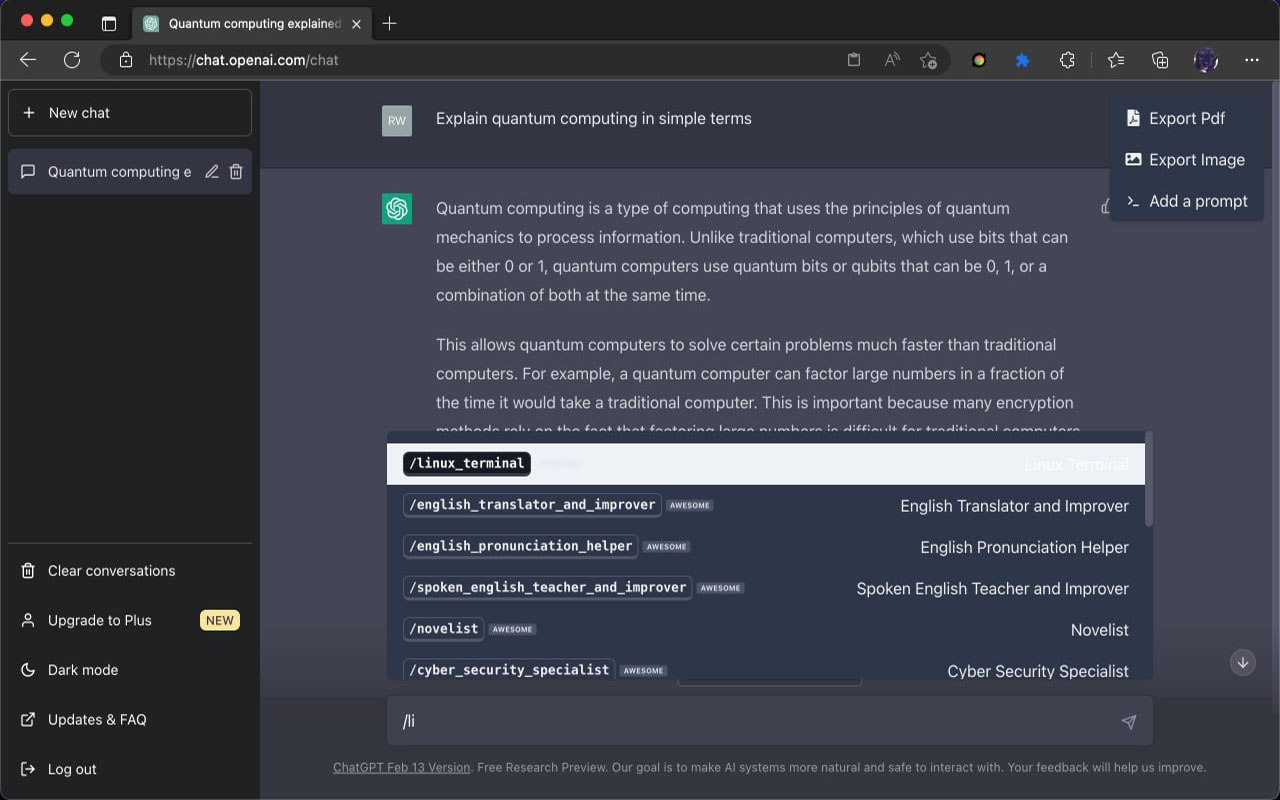 Quantum computing explained
https://chat.openai.com/chat
New chat
Quantum computing e
Clear conversations
Upgrade to Plus NEW
Dark mode
Updates & FAQ
Log out
RW
Explain quantum computing in simple terms
Export Pdf
Export Image
Add a prompt
Quantum computing is a type of computing that uses the principles of quantum
mechanics to process information. Unlike traditional computers, which use bits that can
be either 0 or 1, quantum computers use quantum bits or qubits that can be 0, 1, or a
combination of both at the same time.
This allows quantum computers to solve certain problems much faster than traditional
computers. For example, a quantum computer can factor large numbers in a fraction of
the time it would take a traditional computer. This is important because many encryption
methods rely on the fact that factoring large numbers is difficult for traditional computers
/linux_terminal Linux Terminal
/english_translator_and_improver AWESOME English Translator and Improver
/english_pronunciation_helper AWESOME English Pronunciation Helper
/spoken_english_teacher_and_improver AWESOME Spoken English Teacher and Improver
/novelist AWESOME Novelist
/cyber_security_specialist AWESOME Cyber Security Specialist
/li
ChatGPT Feb 13 Version. Free Research Preview. Our goal is to make AI systems more natural and safe to interact with. Your feedback will help us improve.